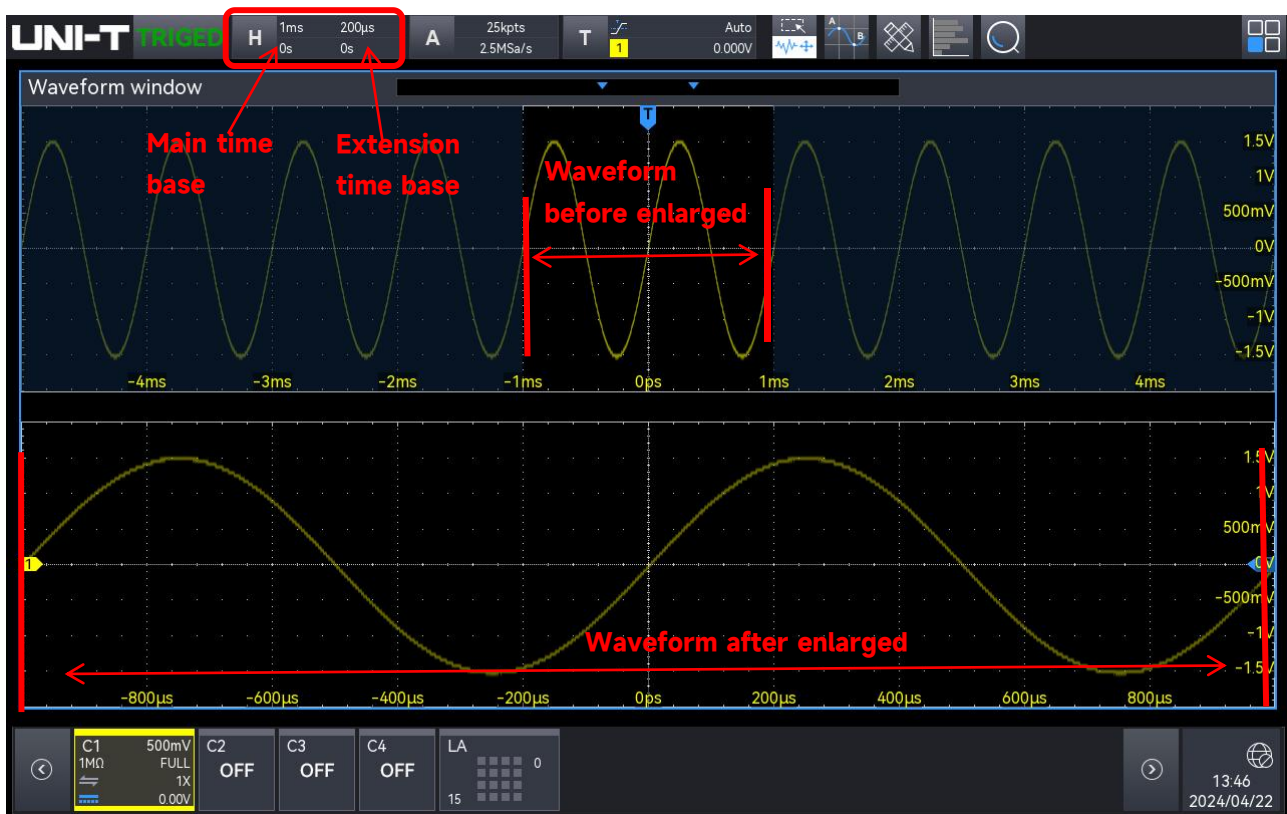 UNI-T TRIGED H 1ms 200µs A 25kpts T Auto
0s 0s 2.5MSa/s 1 0.000V A B
Waveform window
T
Main time base
Extension time base
Waveform before enlarged
1.5V
1V
500mV
0V
-500mV
-1V
-1.5V
-4ms -3ms -2ms -1ms 0ps 1ms 2ms 3ms 4ms
1.5V
1V
500mV
1 0V
-500mV
-1V
Waveform after enlarged
-1.5V
-800µs -600µs -400µs -200µs 0ps 200µs 400µs 600µs 800µs
C1 500mV
1MΩ FULL
1X
0.00V
C2
OFF
C3
OFF
C4
OFF
LA
0
15
13:46
2024/04/22